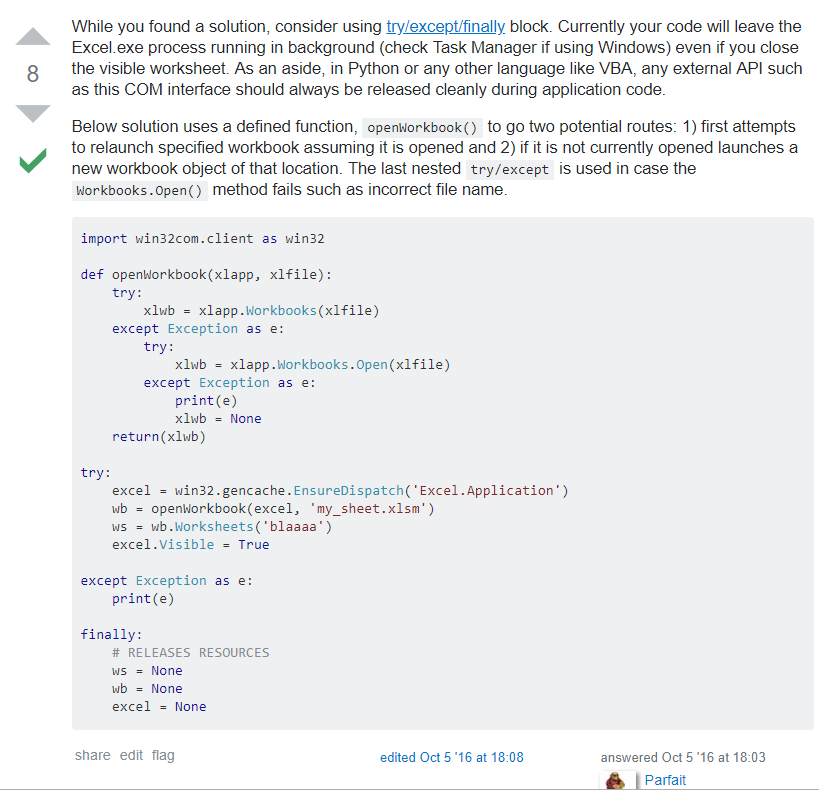 While you found a solution, consider using try/except/finally block. Currently your code will leave the
Excel.exe process running in background (check Task Manager if using Windows) even if you close
8
the visible worksheet. As an aside, in Python or any other language like VBA, any external API such
as this COM interface should always be released cleanly during application code.
Below solution uses a defined function, openWorkbook() to go two potential routes: 1) first attempts
to relaunch specified workbook assuming it is opened and 2) if it is not currently opened launches a
new workbook object of that location. The last nested try/except is used in case the
Workbooks.Open() method fails such as incorrect file name.
import win32com.client as win32
def openWorkbook(xlapp, xlfile):
    try:
        xlwb = xlapp.Workbooks(xlfile)
    except Exception as e:
        try:
            xlwb = xlapp.Workbooks.Open(xlfile)
        except Exception as e:
            print(e)
            xlwb = None
    return(xlwb)
try:
    excel = win32.gencache.EnsureDispatch('Excel.Application')
    wb = openWorkbook(excel, 'my_sheet.xlsm')
    ws = wb.Worksheets('blaaaa')
    excel.Visible = True
except Exception as e:
    print(e)
finally:
    # RELEASES RESOURCES
    ws = None
    wb = None
    excel = None
share edit flag
edited Oct 5 '16 at 18:08
answered Oct 5 '16 at 18:03
Parfait